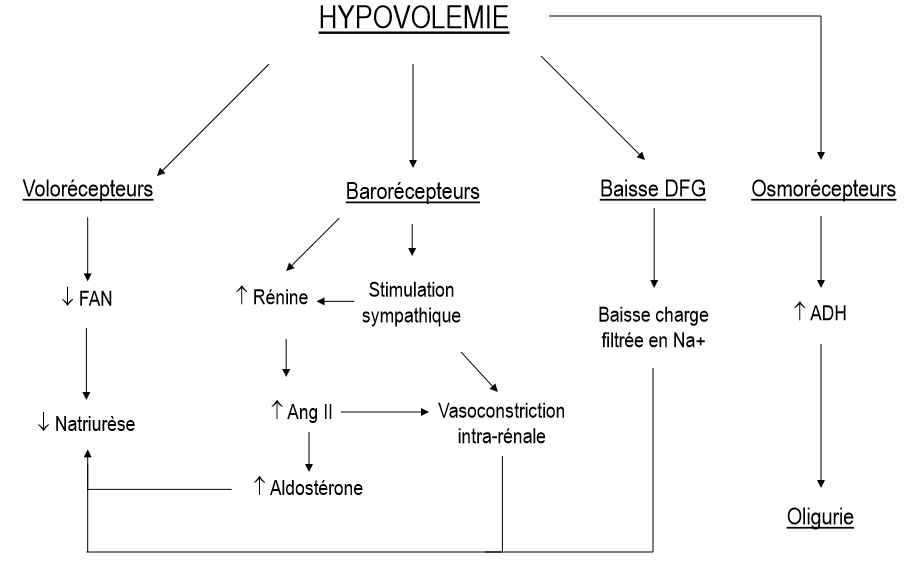 HYPOVOLEMIE
Volorécepteurs
Barorécepteurs
Baisse DFG
Osmorécepteurs
↓ FAN
↑ Rénine
Stimulation
sympathique
Baisse charge
filtrée en Na+
↑ ADH
↓ Natriurèse
↑ Ang II
Vasoconstriction
intra-rénale
↑ Aldostérone
Oligurie